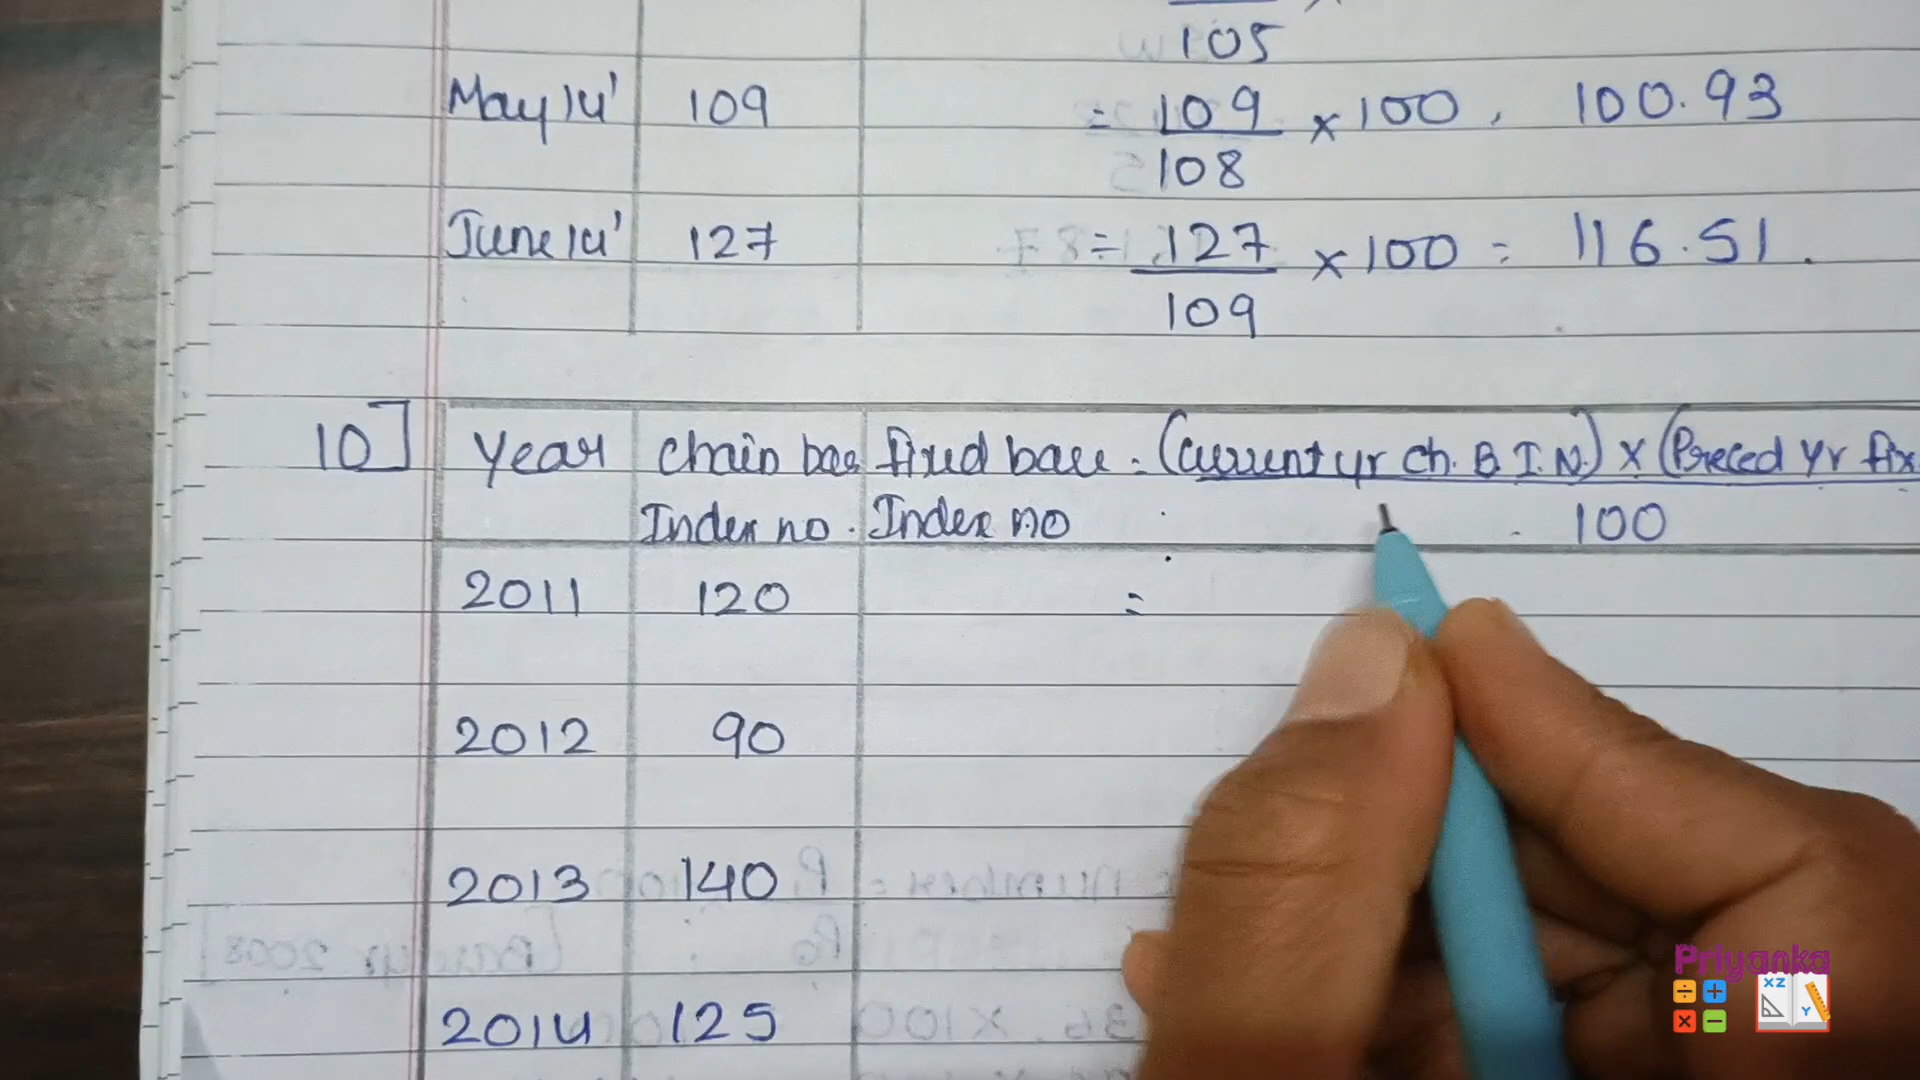 105
May 14' 109 = 109 × 100 , 100.93
108
June 14' 127 = 127 × 100 = 116.51 .
109
10] Year Chain bas fixed base = (Current yr Ch. B. I. N.) × (Preced yr fix
Index no . Index no 100
2011 120 =
2012 90
2013 140
2014 125
Priyanka
XZ
Y